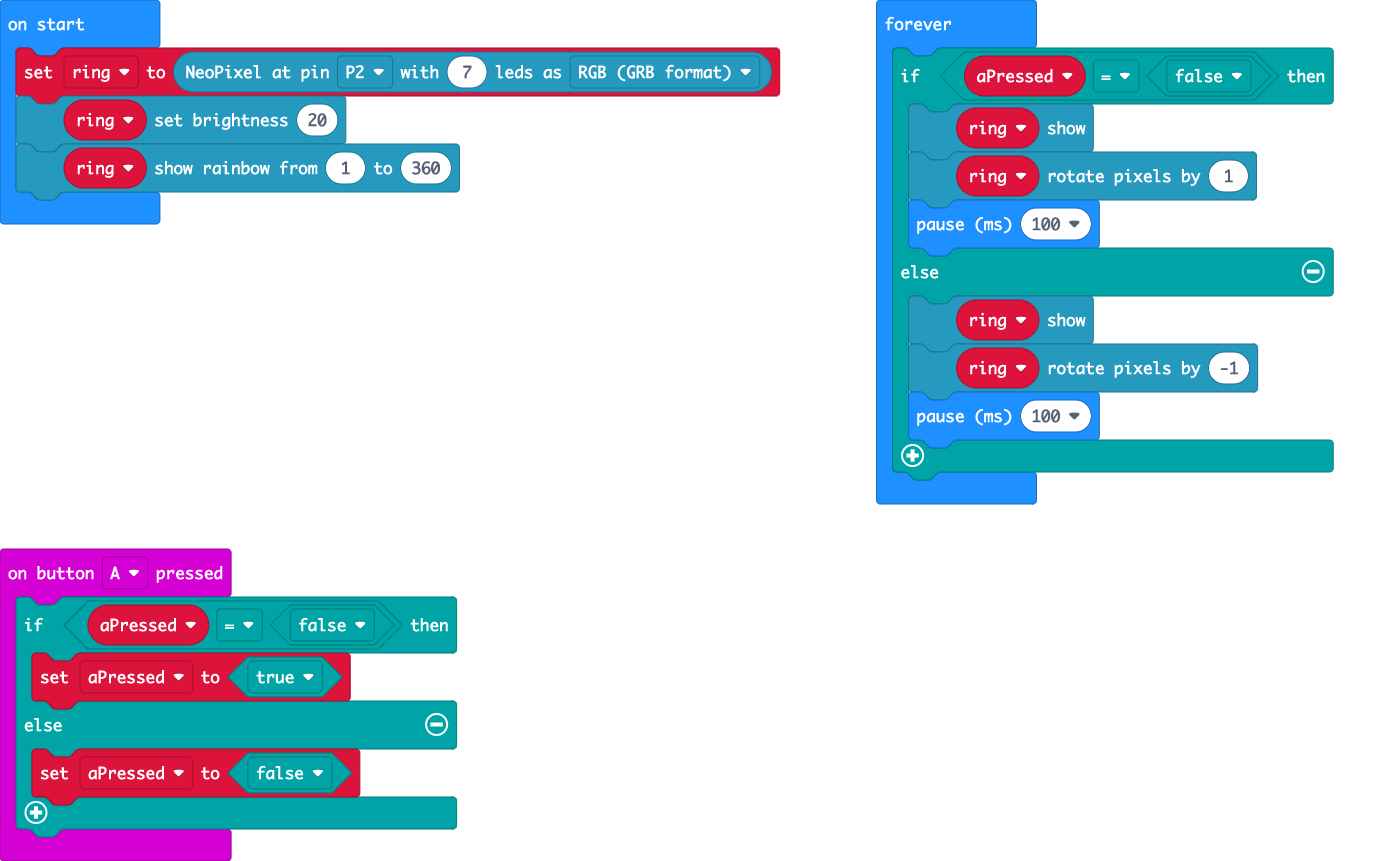 on start
set ring to NeoPixel at pin P2 with 7 leds as RGB (GRB format)
ring set brightness 20
ring show rainbow from 1 to 360
forever
if aPressed = false then
ring show
ring rotate pixels by 1
pause (ms) 100
else
ring show
ring rotate pixels by -1
pause (ms) 100
on button A pressed
if aPressed = false then
set aPressed to true
else
set aPressed to false